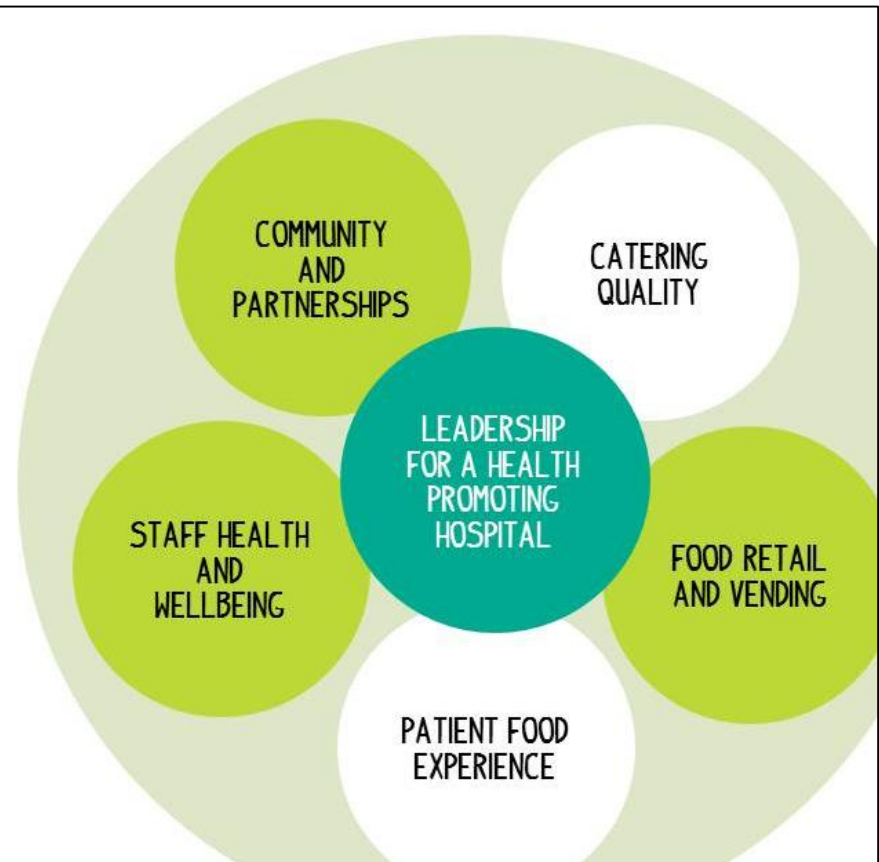 COMMUNITY
AND
PARTNERSHIPS
CATERING
QUALITY
LEADERSHIP
FOR A HEALTH
PROMOTING
HOSPITAL
STAFF HEALTH
AND
WELLBEING
FOOD RETAIL
AND VENDING
PATIENT FOOD
EXPERIENCE